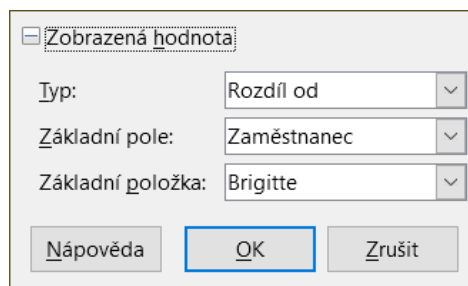 Zobrazená hodnota
Typ: Rozdíl od
Základní pole: Zaměstnanec
Základní položka: Brigitte
Nápověda OK Zrušit